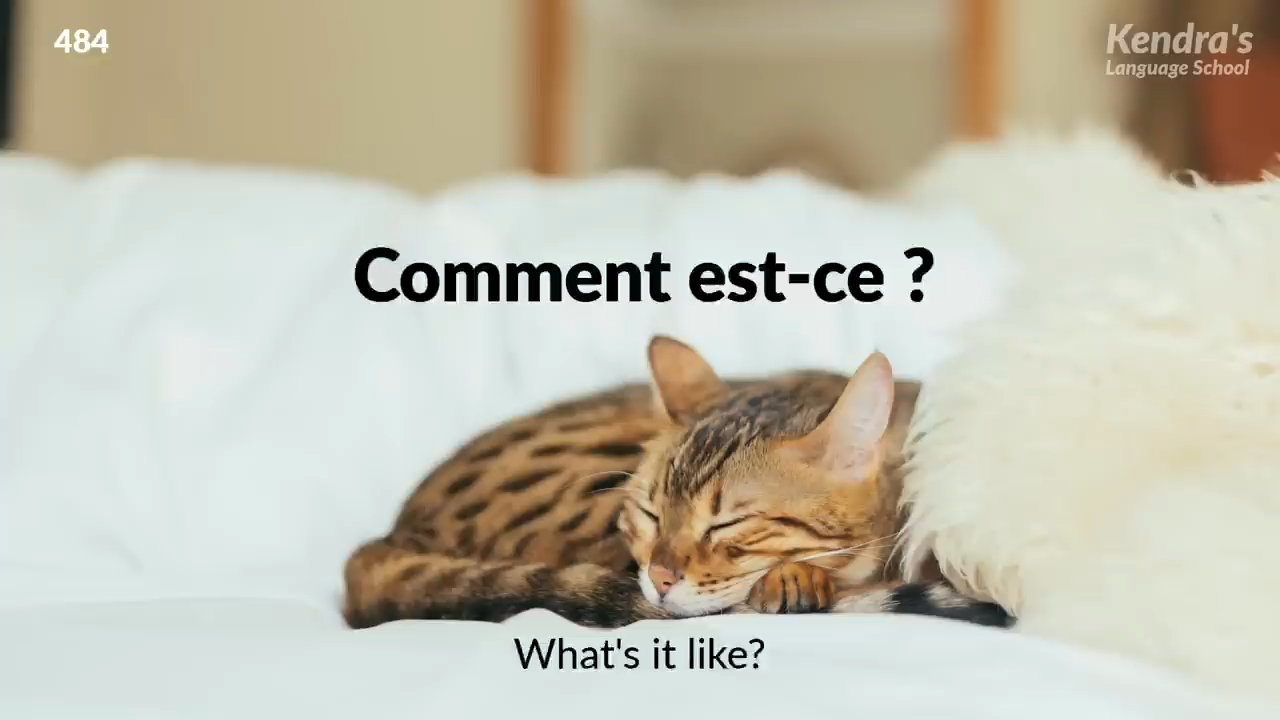 484
Kendra's
Language School
Comment est-ce ?
What's it like?